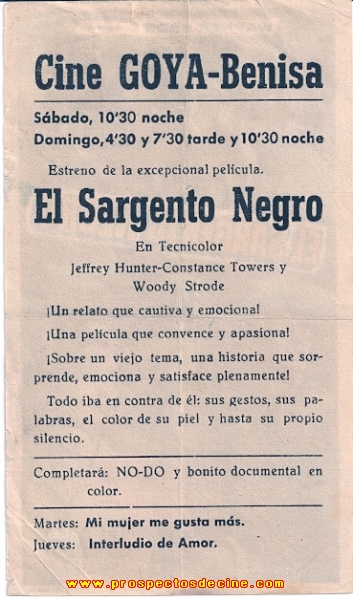 Cine GOYA-Benisa
Sábado, 10'30 noche
Domingo, 4'30 y 7'30 tarde y 10'30 noche
Estreno de la excepcional película.
El Sargento Negro
En Tecnicolor
Jeffrey Hunter-Constance Towers y
Woody Strode
¡Un relato que cautiva y emociona!
¡Una película que convence y apasiona!
¡Sobre un viejo tema, una historia que sor-
prende, emociona y satisface plenamente!
Todo iba en contra de él: sus gestos, sus pa-
labras, el color de su piel y hasta su propio
silencio.
Completará: NO-DO y bonito documental en
color.
Martes: Mi mujer me gusta más.
Jueves: Interludio de Amor.
www.prospectosdecine.com